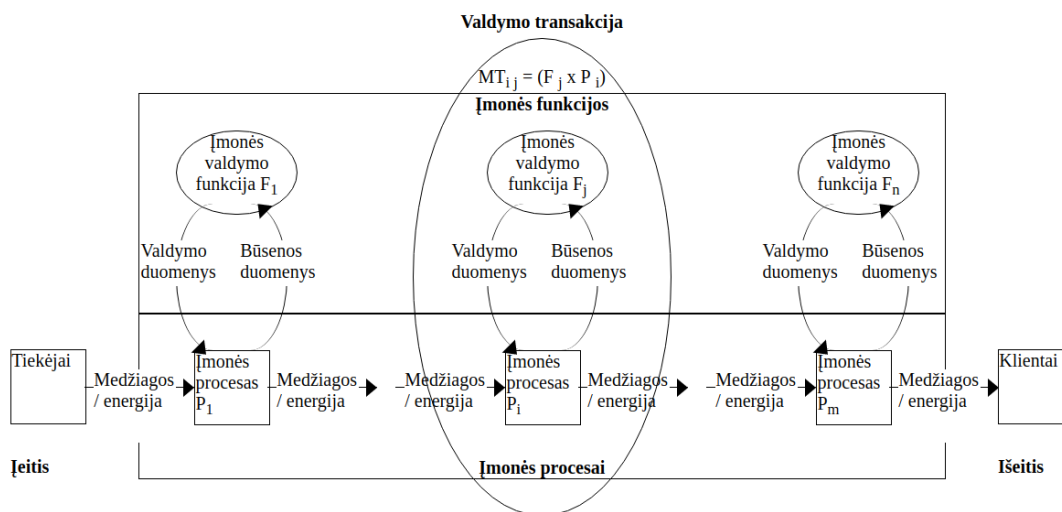 Valdymo transakcija
MT i j = (F j x P i)
Įmonės funkcijos
Įmonės
valdymo
funkcija F1
Įmonės
valdymo
funkcija Fj
Įmonės
valdymo
funkcija Fn
Valdymo
duomenys
Būsenos
duomenys
Valdymo
duomenys
Būsenos
duomenys
Valdymo
duomenys
Būsenos
duomenys
Tiekėjai
Medžiagos
/ energija
Įmonės
procesas
P1
Medžiagos
/ energija
Medžiagos
/ energija
Įmonės
procesas
Pi
Medžiagos
/ energija
Medžiagos
/ energija
Įmonės
procesas
Pm
Medžiagos
/ energija
Klientai
Įeitis
Įmonės procesai
Išeitis